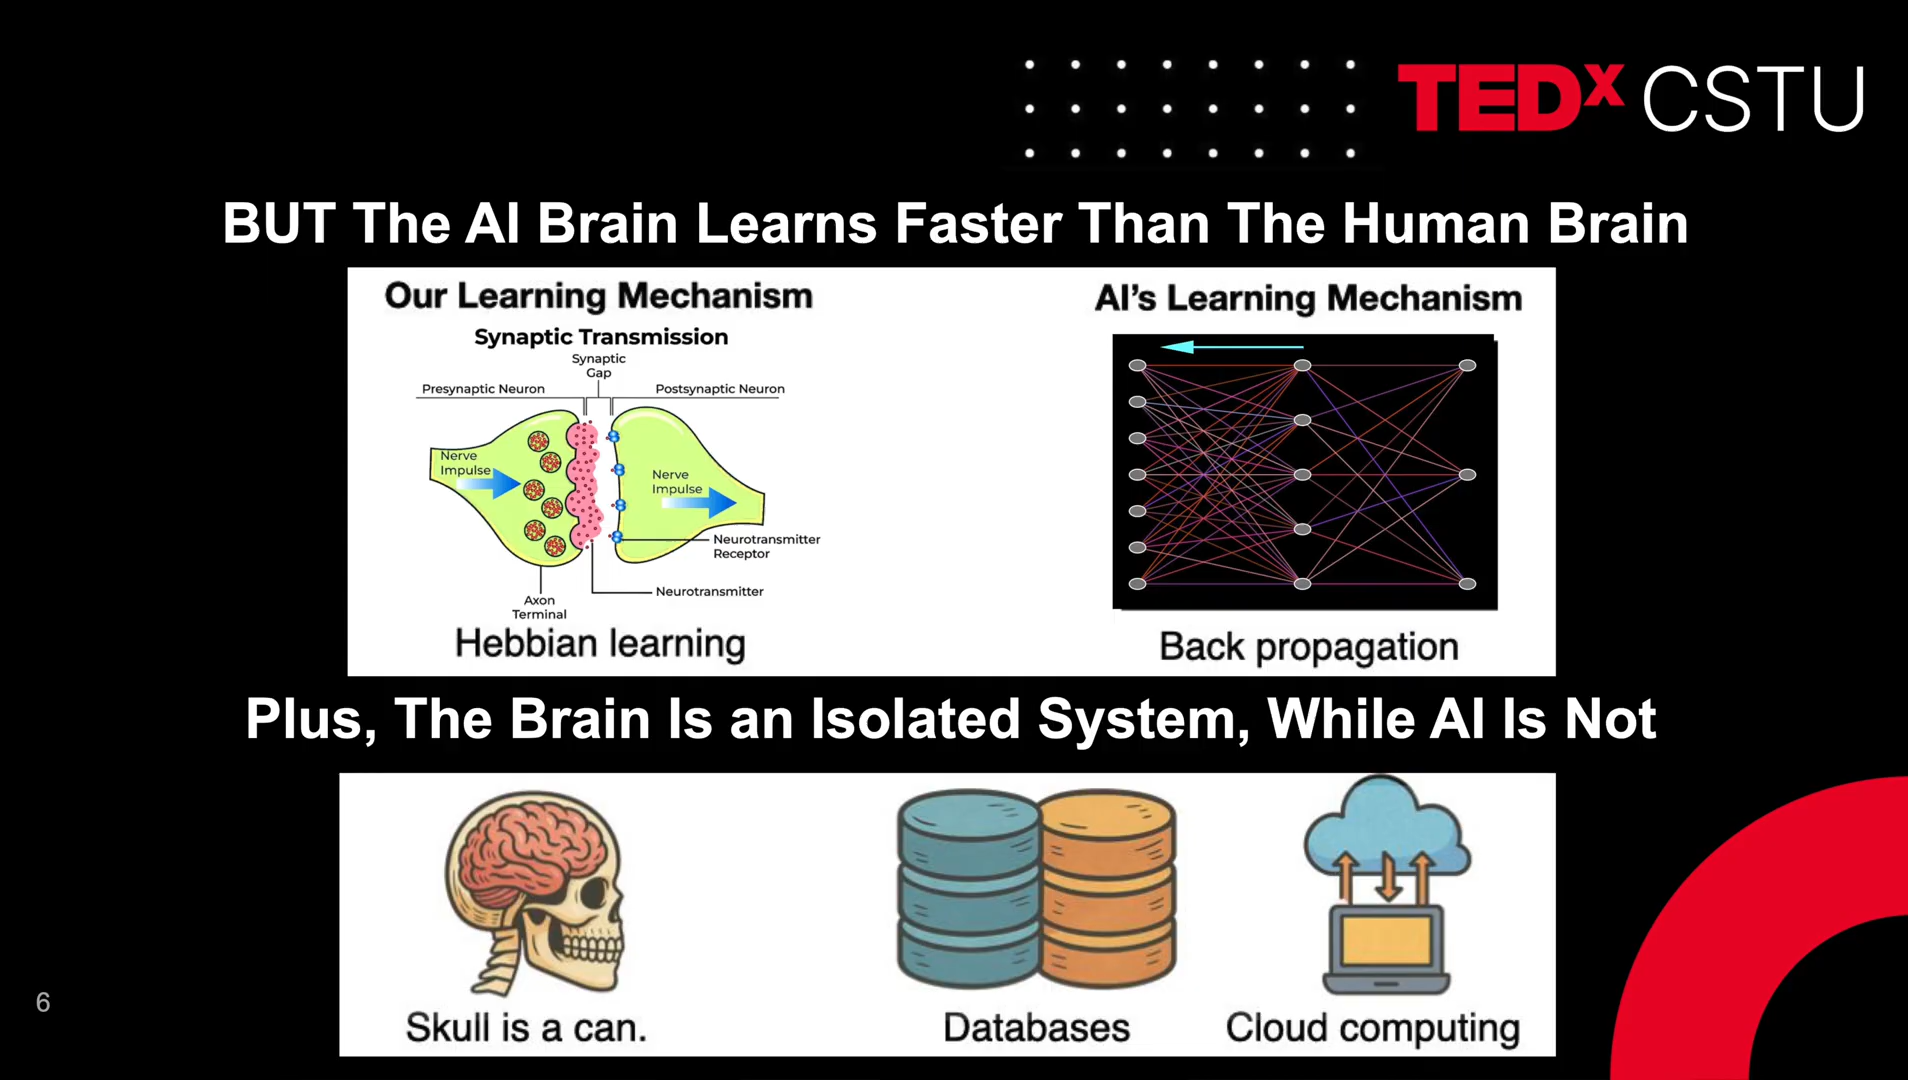 TEDx CSTU
BUT The AI Brain Learns Faster Than The Human Brain
Our Learning Mechanism
Synaptic Transmission
Synaptic
Gap
Presynaptic Neuron
Postsynaptic Neuron
Nerve
Impulse
Nerve
Impulse
Neurotransmitter
Receptor
Neurotransmitter
Axon
Terminal
Hebbian learning
AI's Learning Mechanism
Back propagation
Plus, The Brain Is an Isolated System, While AI Is Not
Skull is a can.
Databases
Cloud computing
6